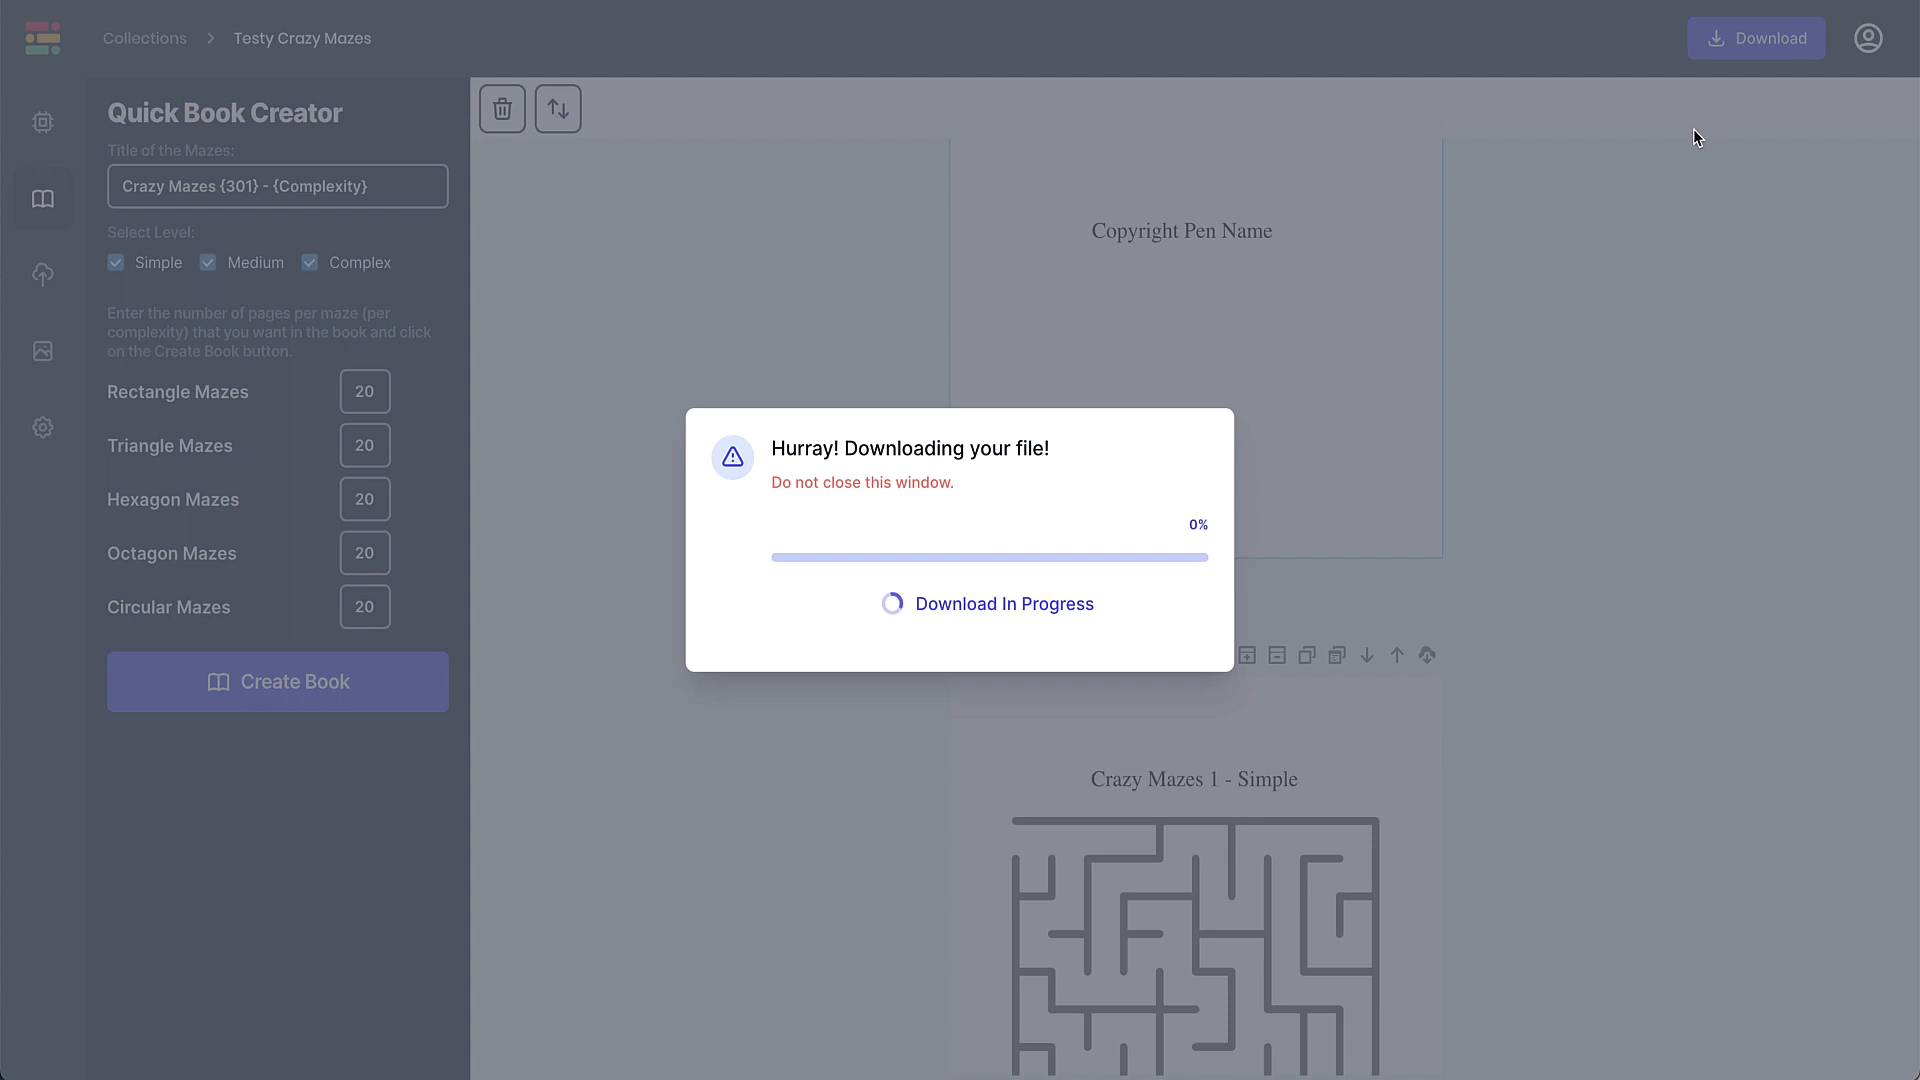 Collections > Testy Crazy Mazes
Download
Quick Book Creator
Title of the Mazes:
Crazy Mazes {301} - {Complexity}
Select Level:
Simple Medium Complex
Enter the number of pages per maze (per
complexity) that you want in the book and click
on the Create Book button.
Rectangle Mazes 20
Triangle Mazes 20
Hexagon Mazes 20
Octagon Mazes 20
Circular Mazes 20
Create Book
Copyright Pen Name
Hurray! Downloading your file!
Do not close this window.
0%
Download In Progress
Crazy Mazes 1 - Simple